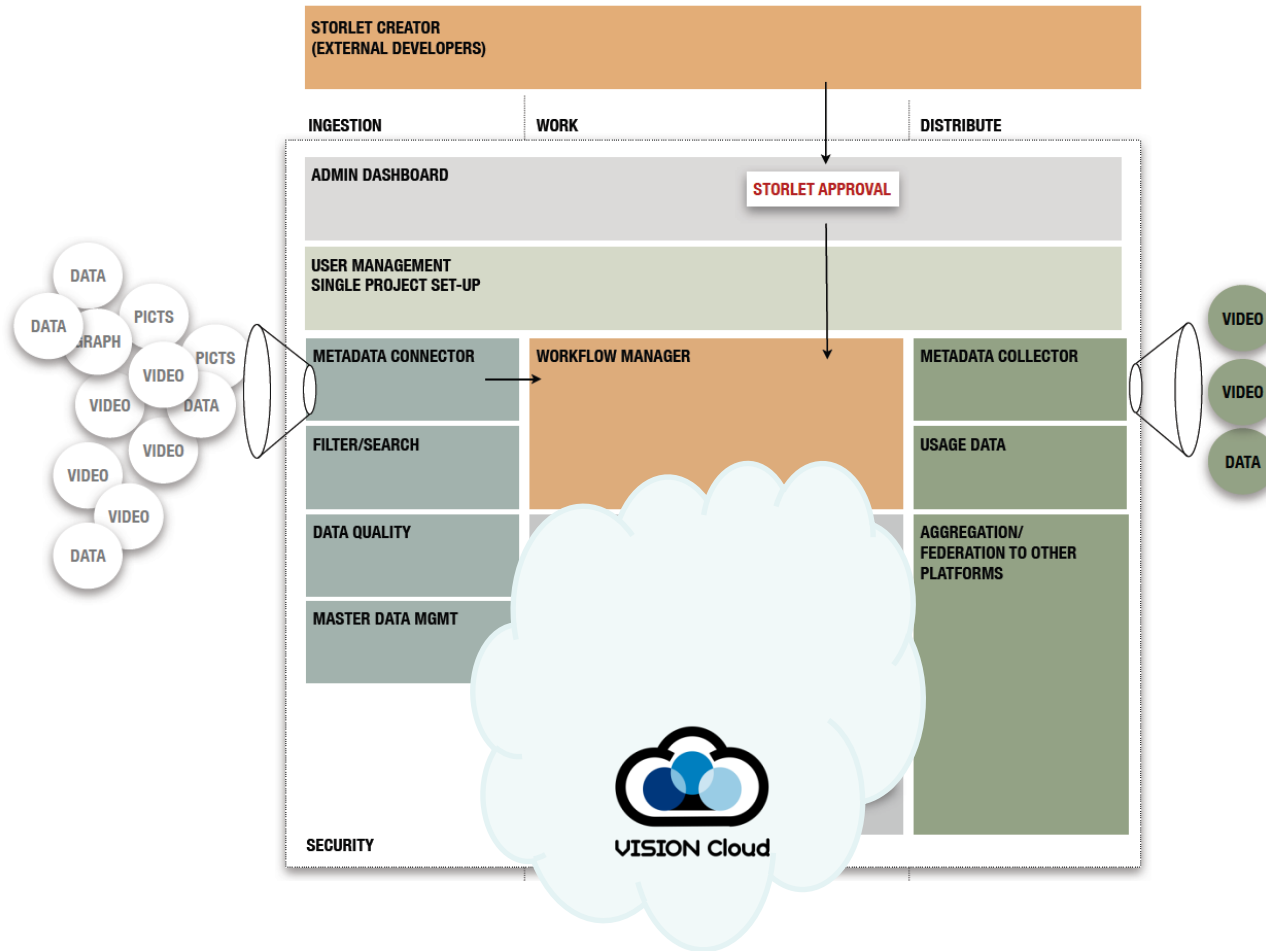 STORLET CREATOR
(EXTERNAL DEVELOPERS)
INGESTION
WORK
DISTRIBUTE
ADMIN DASHBOARD
STORLET APPROVAL
USER MANAGEMENT
SINGLE PROJECT SET-UP
DATA
DATA
PICTS
GRAPH
PICTS
VIDEO
VIDEO
DATA
VIDEO
VIDEO
VIDEO
DATA
METADATA CONNECTOR
WORKFLOW MANAGER
METADATA COLLECTOR
FILTER/SEARCH
USAGE DATA
DATA QUALITY
AGGREGATION/
FEDERATION TO OTHER
PLATFORMS
MASTER DATA MGMT
VIDEO
VIDEO
DATA
SECURITY
VISION Cloud